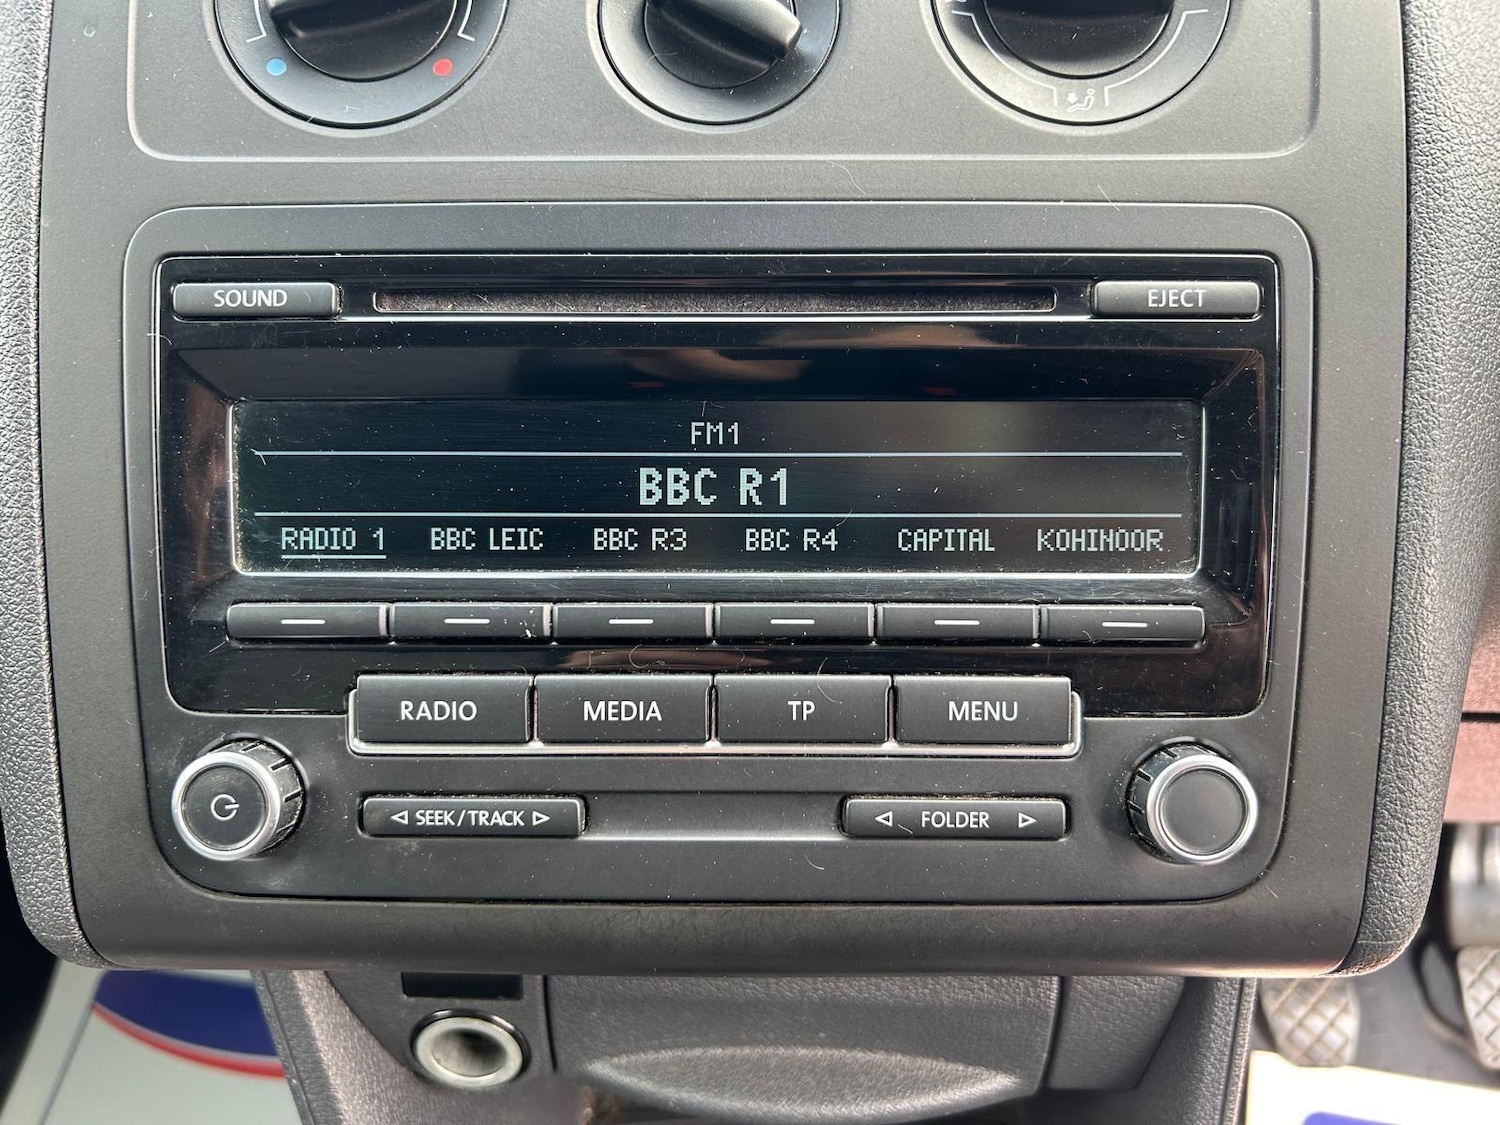 SOUND
EJECT
FM1
BBC R1
RADIO 1 BBC LEIC BBC R3 BBC R4 CAPITAL KOHINOOR
RADIO MEDIA TP MENU
SEEK/TRACK FOLDER